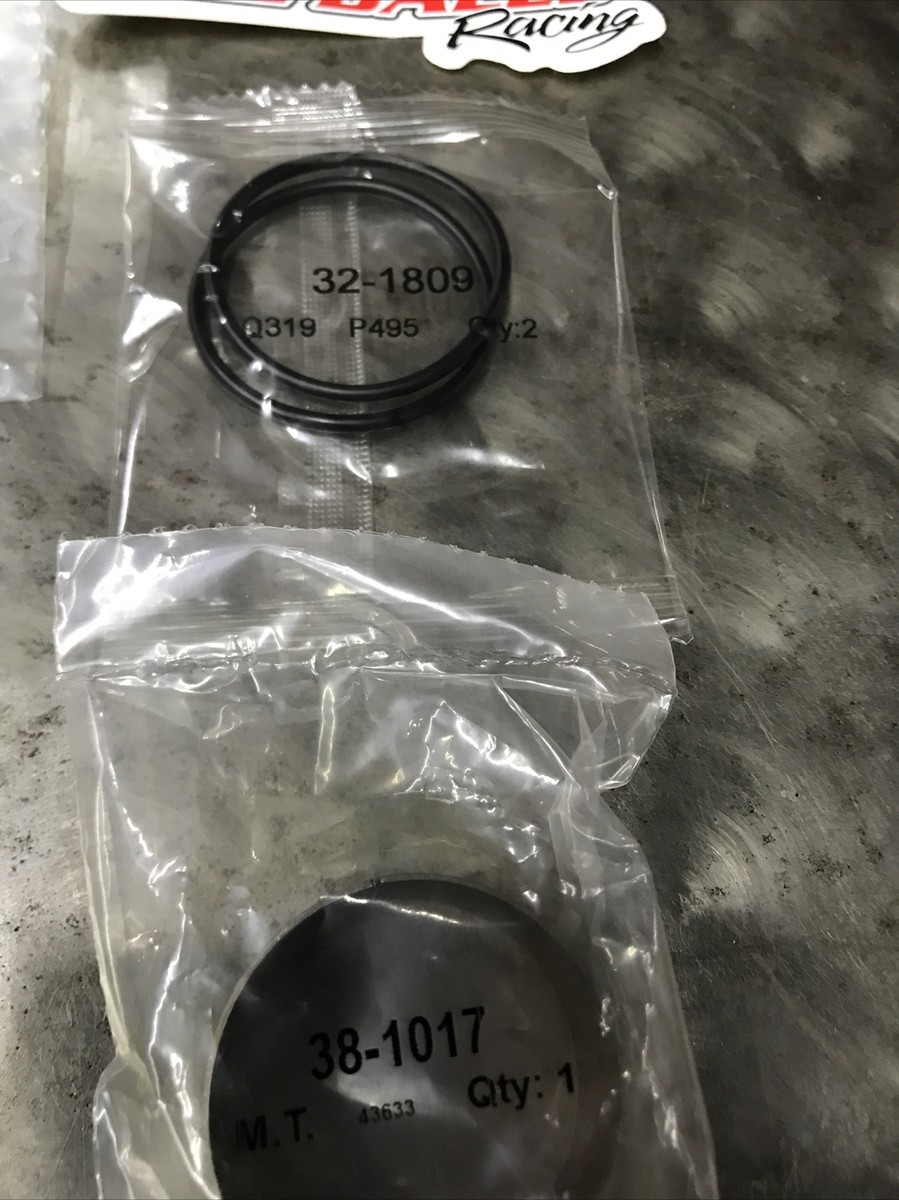 Racing
32-1809
Q319 P495 Qty:2
38-1017
M.T. 43633 Qty: 1